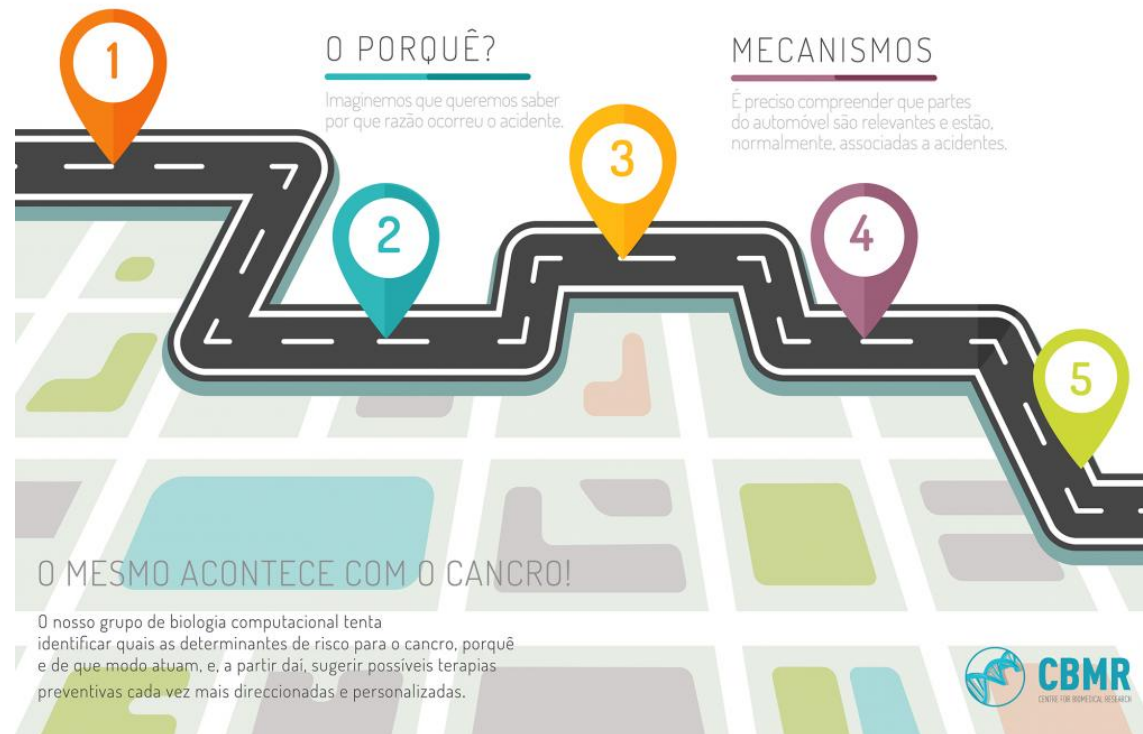 1
O PORQUÊ?
Imaginemos que queremos saber
por que razão ocorreu o acidente.
MECANISMOS
É preciso compreender que partes
do automóvel são relevantes e estão,
normalmente, associadas a acidentes.
2
3
4
5
O MESMO ACONTECE COM O CANCRO!
O nosso grupo de biologia computacional tenta
identificar quais as determinantes de risco para o cancro, porquê
e de que modo atuam, e, a partir daí, sugerir possíveis terapias
preventivas cada vez mais direccionadas e personalizadas.
CBMR
CENTRE FOR BIOMEDICAL RESEARCH